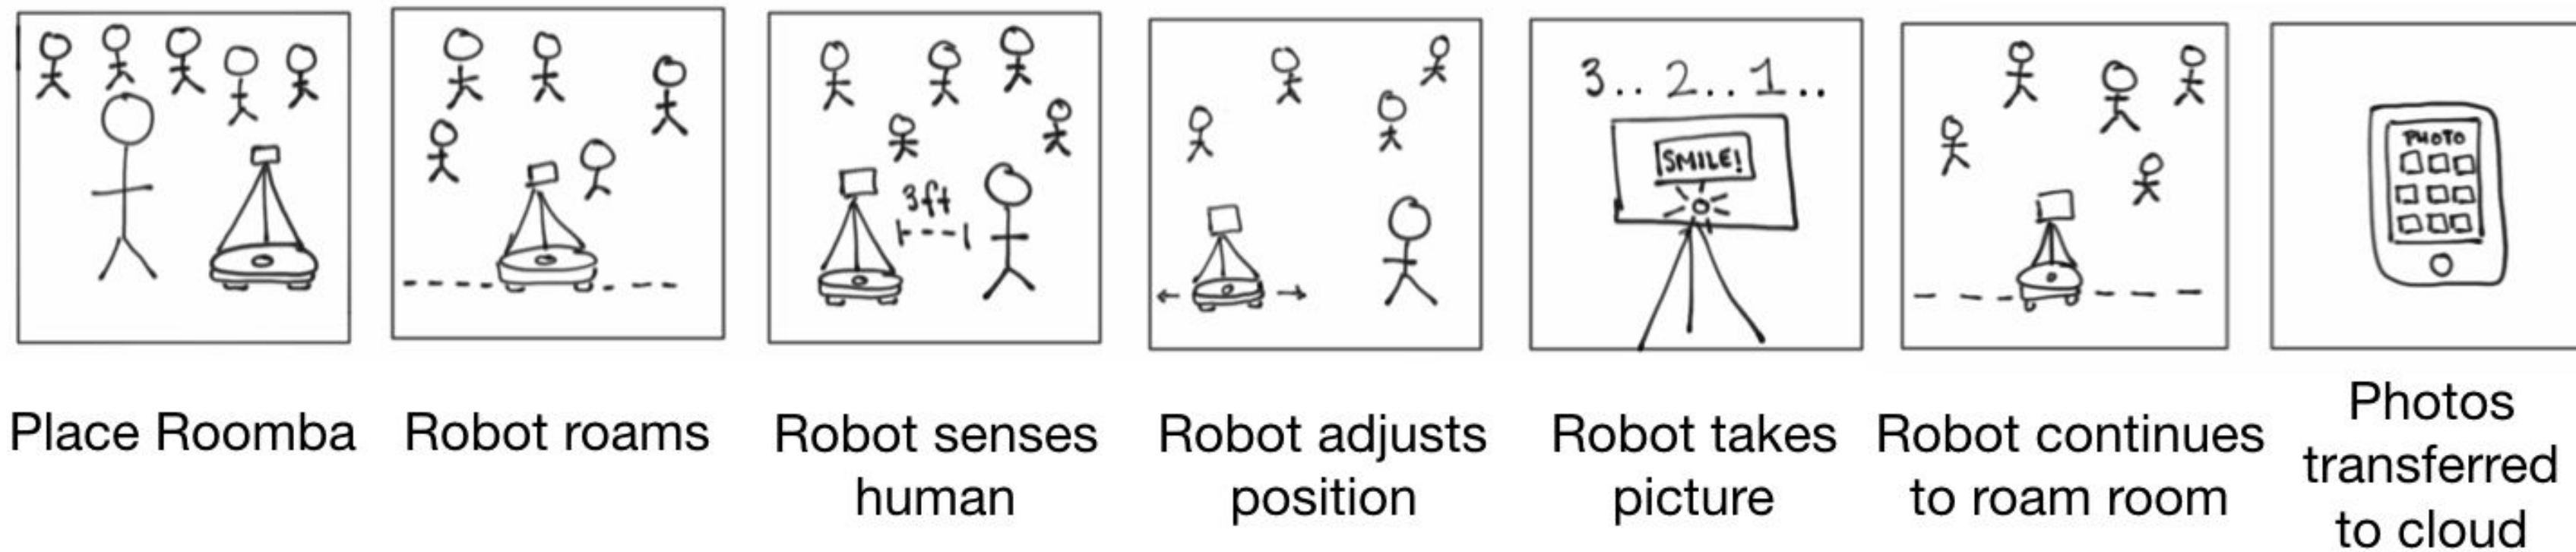 3ft
3.. 2.. 1..
SMILE!
PHOTO
Place Roomba
Robot roams
Robot senses
human
Robot adjusts
position
Robot takes
picture
Robot continues
to roam room
Photos
transferred
to cloud